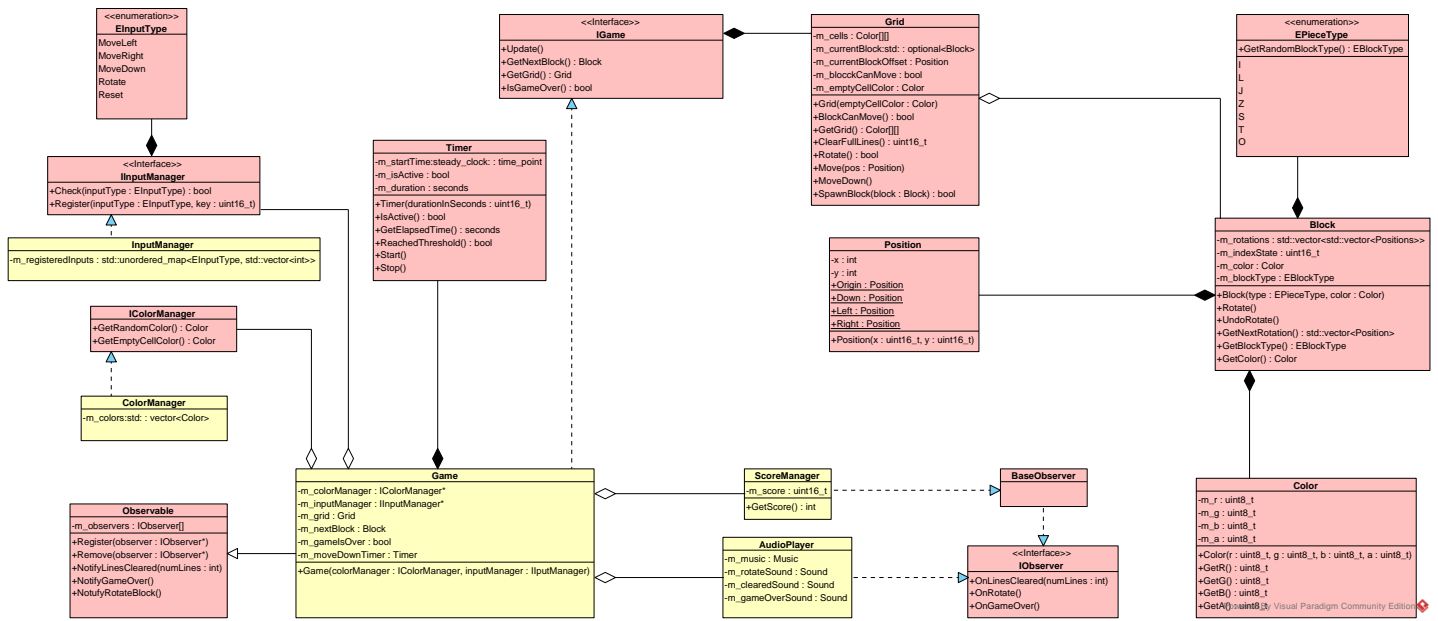 <<enumeration>>
EInputType
MoveLeft
MoveRight
MoveDown
Rotate
Reset
<<Interface>>
IInputManager
+Check(inputType : EInputType) : bool
+Register(inputType : EInputType, key : uint16_t)
InputManager
-m_registeredInputs : std::unordered_map<EInputType, std::vector<int>>
IColorManager
+GetRandomColor() : Color
+GetEmptyCellColor() : Color
ColorManager
-m_colors:std: : vector<Color>
Observable
-m_observers : IObserver[]
+Register(observer : IObserver*)
+Remove(observer : IObserver*)
+NotifyLinesCleared(numLines : int)
+NotifyGameOver()
+NotufyRotateBlock()
Timer
-m_startTime:steady_clock: : time_point
-m_isActive : bool
-m_duration : seconds
+Timer(durationInSeconds : uint16_t)
+IsActive() : bool
+GetElapsedTime() : seconds
+ReachedThreshold() : bool
+Start()
+Stop()
Game
-m_colorManager : IColorManager*
-m_inputManager : IInputManager*
-m_grid : Grid
-m_nextBlock : Block
-m_gameIsOver : bool
-m_moveDownTimer : Timer
+Game(colorManager : IColorManager, inputManager : IIputManager)
<<Interface>>
IGame
+Update()
+GetNextBlock() : Block
+GetGrid() : Grid
+IsGameOver() : bool
Grid
-m_cells : Color[][]
-m_currentBlock:std: : optional<Block>
-m_currentBlockOffset : Position
-m_blocckCanMove : bool
-m_emptyCellColor : Color
+Grid(emptyCellColor : Color)
+BlockCanMove() : bool
+GetGrid() : Color[][]
+ClearFullLines() : uint16_t
+Rotate() : bool
+Move(pos : Position)
+MoveDown()
+SpawnBlock(block : Block) : bool
Position
-x : int
-y : int
+Origin : Position
+Down : Position
+Left : Position
+Right : Position
+Position(x : uint16_t, y : uint16_t)
ScoreManager
-m_score : uint16_t
+GetScore() : int
AudioPlayer
-m_music : Music
-m_rotateSound : Sound
-m_clearedSound : Sound
-m_gameOverSound : Sound
BaseObserver
<<Interface>>
IObserver
+OnLinesCleared(numLines : int)
+OnRotate()
+OnGameOver()
<<enumeration>>
EPieceType
+GetRandomBlockType() : EBlockType
I
L
J
Z
S
T
O
Block
-m_rotations : std::vector<std::vector<Positions>>
-m_indexState : uint16_t
-m_color : Color
-m_blockType : EBlockType
+Block(type : EPieceType, color : Color)
+Rotate()
+UndoRotate()
+GetNextRotation() : std::vector<Position>
+GetBlockType() : EBlockType
+GetColor() : Color
Color
-m_r : uint8_t
-m_g : uint8_t
-m_b : uint8_t
-m_a : uint8_t
+Color(r : uint8_t, g : uint8_t, b : uint8_t, a : uint8_t)
+GetR() : uint8_t
+GetG() : uint8_t
+GetB() : uint8_t
+GetA() : uint8_t
Powered By Visual Paradigm Community Edition